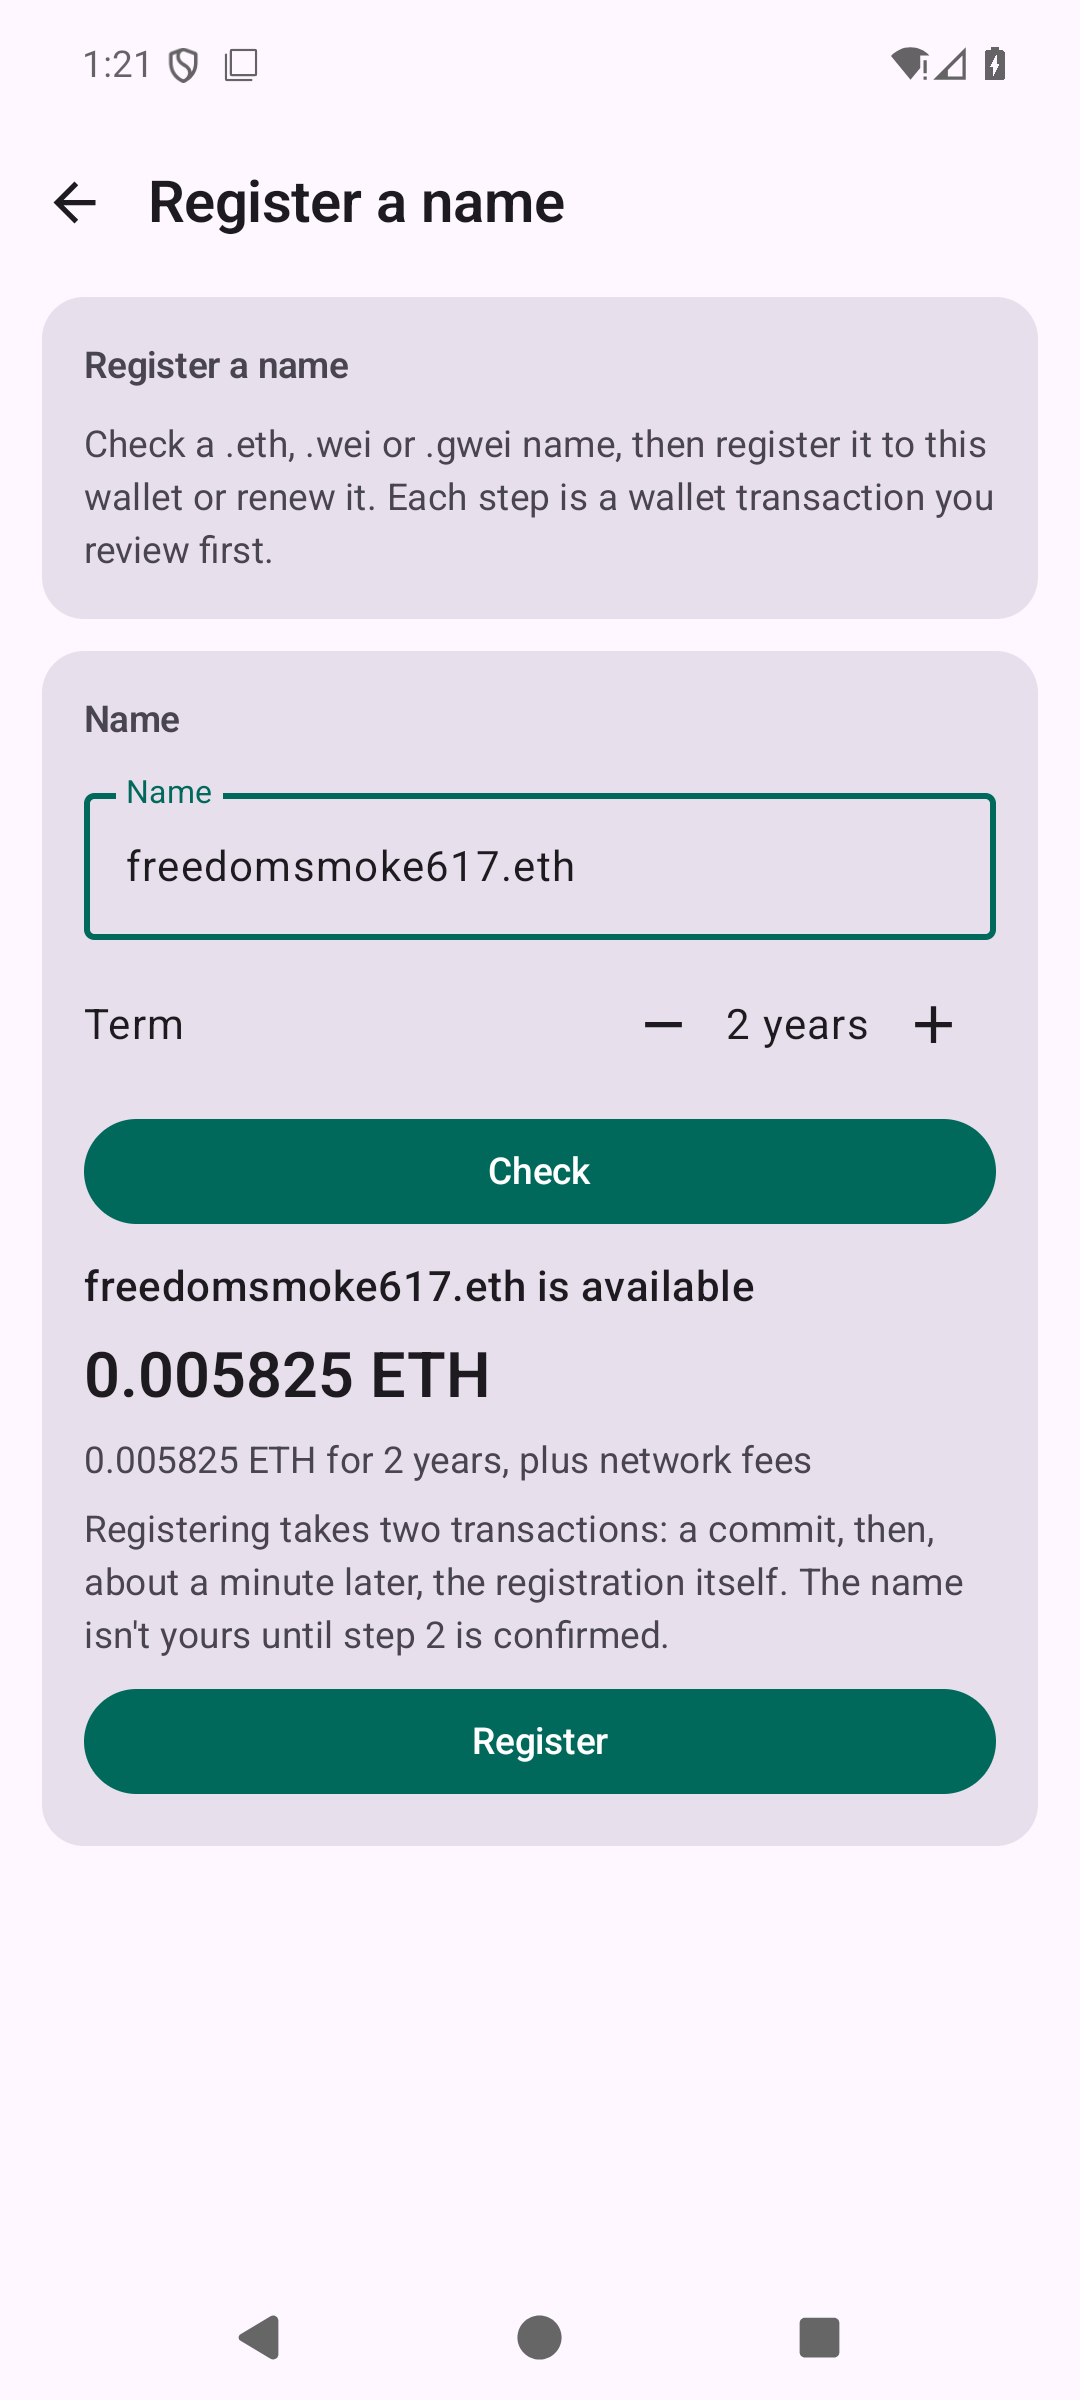 1:21
Register a name
Register a name
Check a .eth, .wei or .gwei name, then register it to this
wallet or renew it. Each step is a wallet transaction you
review first.
Name
Name
freedomsmoke617.eth
Term
2 years
Check
freedomsmoke617.eth is available
0.005825 ETH
0.005825 ETH for 2 years, plus network fees
Registering takes two transactions: a commit, then,
about a minute later, the registration itself. The name
isn't yours until step 2 is confirmed.
Register